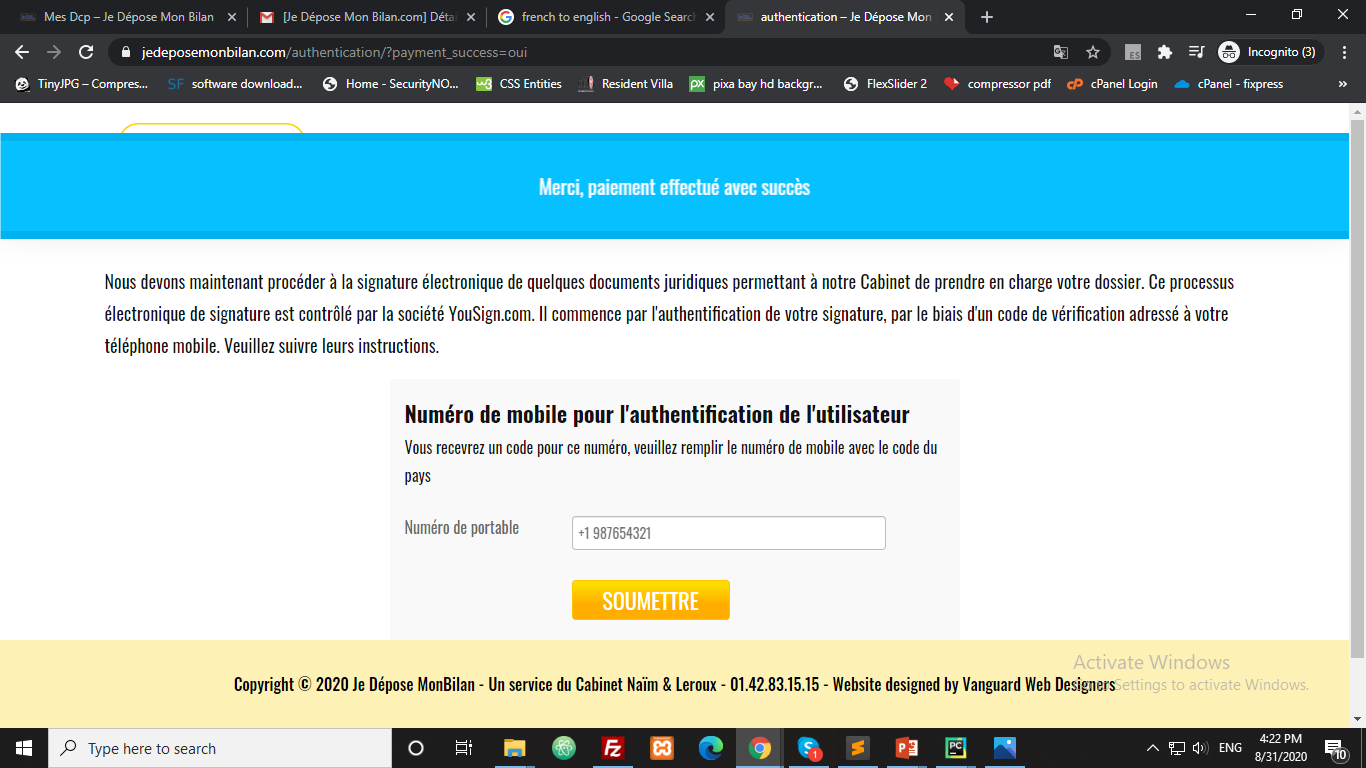 Mes Dcp – Je Dépose Mon Bilan
[Je Dépose Mon Bilan.com] Détai
french to english - Google Searc
authentication – Je Dépose Mon
jedeposemonbilan.com/authentication/?payment_success=oui
ES
Incognito (3)
TinyJPG – Compres...
SF software download...
Home - SecurityNO...
CSS Entities
Resident Villa
px pixa bay hd backgr...
FlexSlider 2
compressor pdf
cP cPanel Login
cPanel - fixpress
»
Merci, paiement effectué avec succès
Nous devons maintenant procéder à la signature électronique de quelques documents juridiques permettant à notre Cabinet de prendre en charge votre dossier. Ce processus
électronique de signature est contrôlé par la société YouSign.com. Il commence par l'authentification de votre signature, par le biais d'un code de vérification adressé à votre
téléphone mobile. Veuillez suivre leurs instructions.
Numéro de mobile pour l'authentification de l'utilisateur
Vous recevrez un code pour ce numéro, veuillez remplir le numéro de mobile avec le code du
pays
Numéro de portable
+1 987654321
SOUMETTRE
Activate Windows
Copyright © 2020 Je Dépose MonBilan - Un service du Cabinet Naïm & Leroux - 01.42.83.15.15 - Website designed by Vanguard Web Designers
Settings to activate Windows.
Type here to search
ENG
4:22 PM
8/31/2020
10